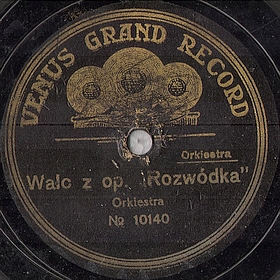 VENUS GRAND RECORD
Orkiestra
Walc z op. „Rozwódka"
Orkiestra
№ 10140